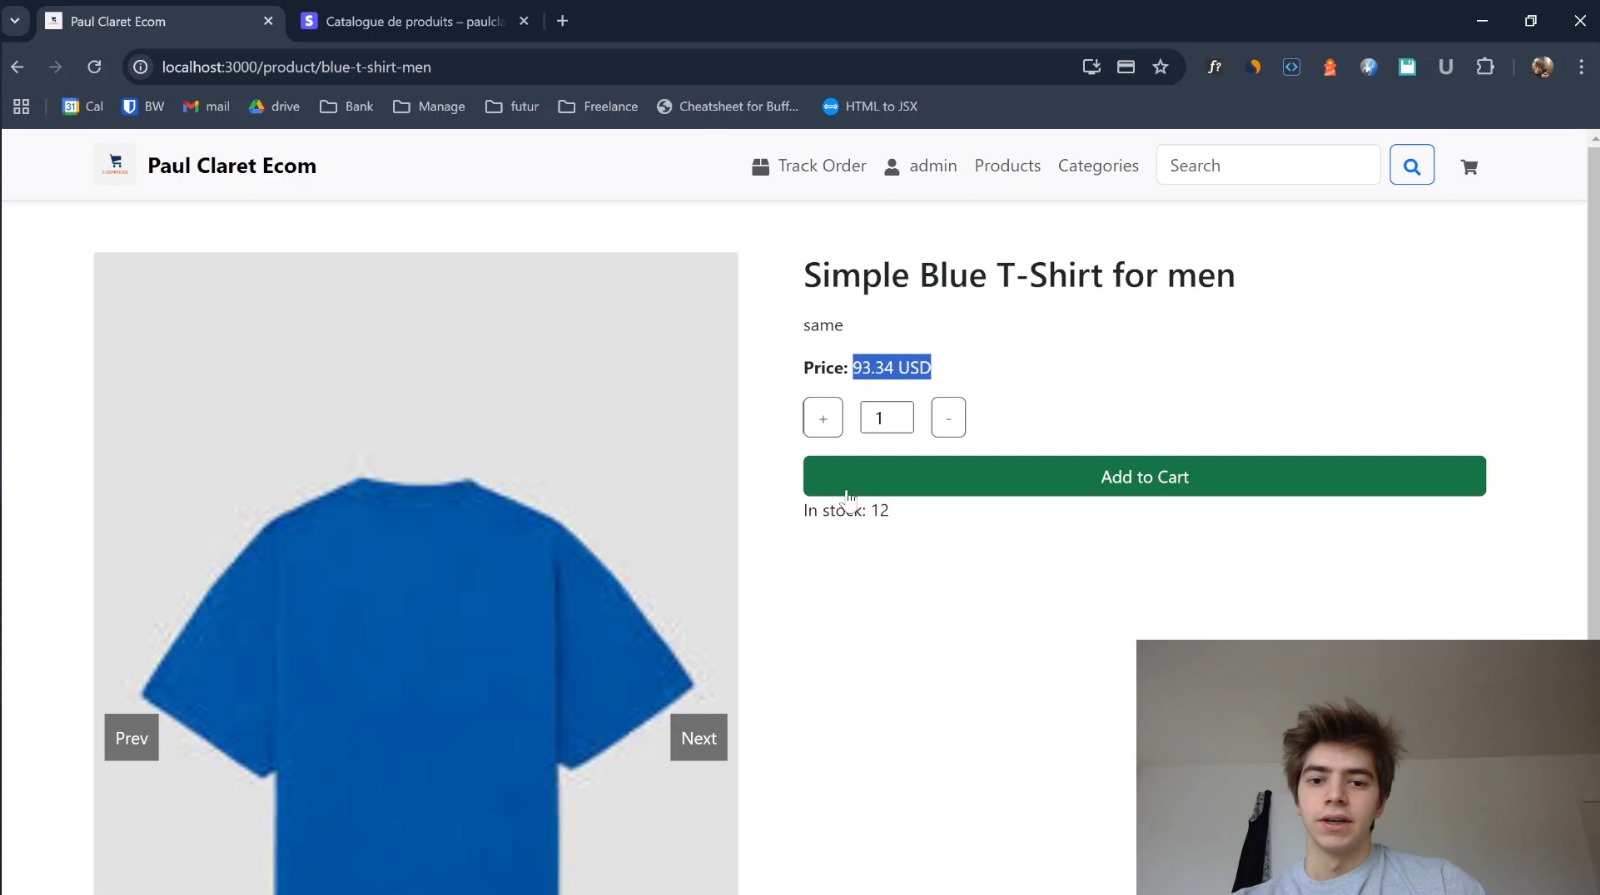 Paul Claret Ecom
Catalogue de produits – paulcla
localhost:3000/product/blue-t-shirt-men
f?
U
31 Cal
BW
mail
drive
Bank
Manage
futur
Freelance
Cheatsheet for Buff...
HTML to JSX
Paul Claret Ecom
Track Order
admin
Products
Categories
Search
Simple Blue T-Shirt for men
same
Price: 93.34 USD
+ 1 -
Add to Cart
In stock: 12
Prev
Next